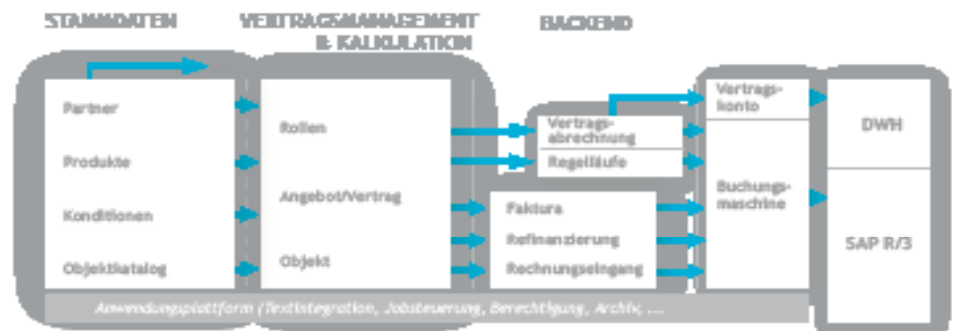 STAMMDATEN
VERTRAGSMANAGEMENT
& KALKULATION
BACKEND
Partner
Produkte
Konditionen
Objektkatalog
Rollen
Angebot/Vertrag
Objekt
Vertrags-
abrechnung
Regelläufe
Faktura
Refinanzierung
Rechnungseingang
Vertrags-
konto
Buchungs-
maschine
DWH
SAP R/3
Anwendungsplattform (Textintegration, Jobsteuerung, Berechtigung, Archiv, ...